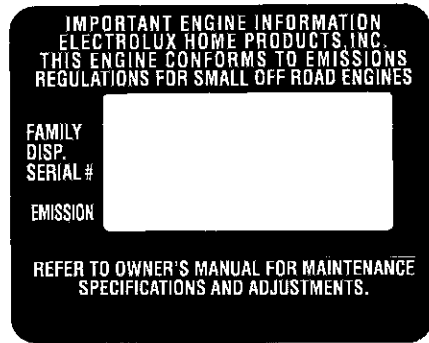 IMPORTANT ENGINE INFORMATION
ELECTROLUX HOME PRODUCTS, INC.
THIS ENGINE CONFORMS TO EMISSIONS
REGULATIONS FOR SMALL OFF ROAD ENGINES
FAMILY
DISP.
SERIAL #
EMISSION
REFER TO OWNER'S MANUAL FOR MAINTENANCE
SPECIFICATIONS AND ADJUSTMENTS.